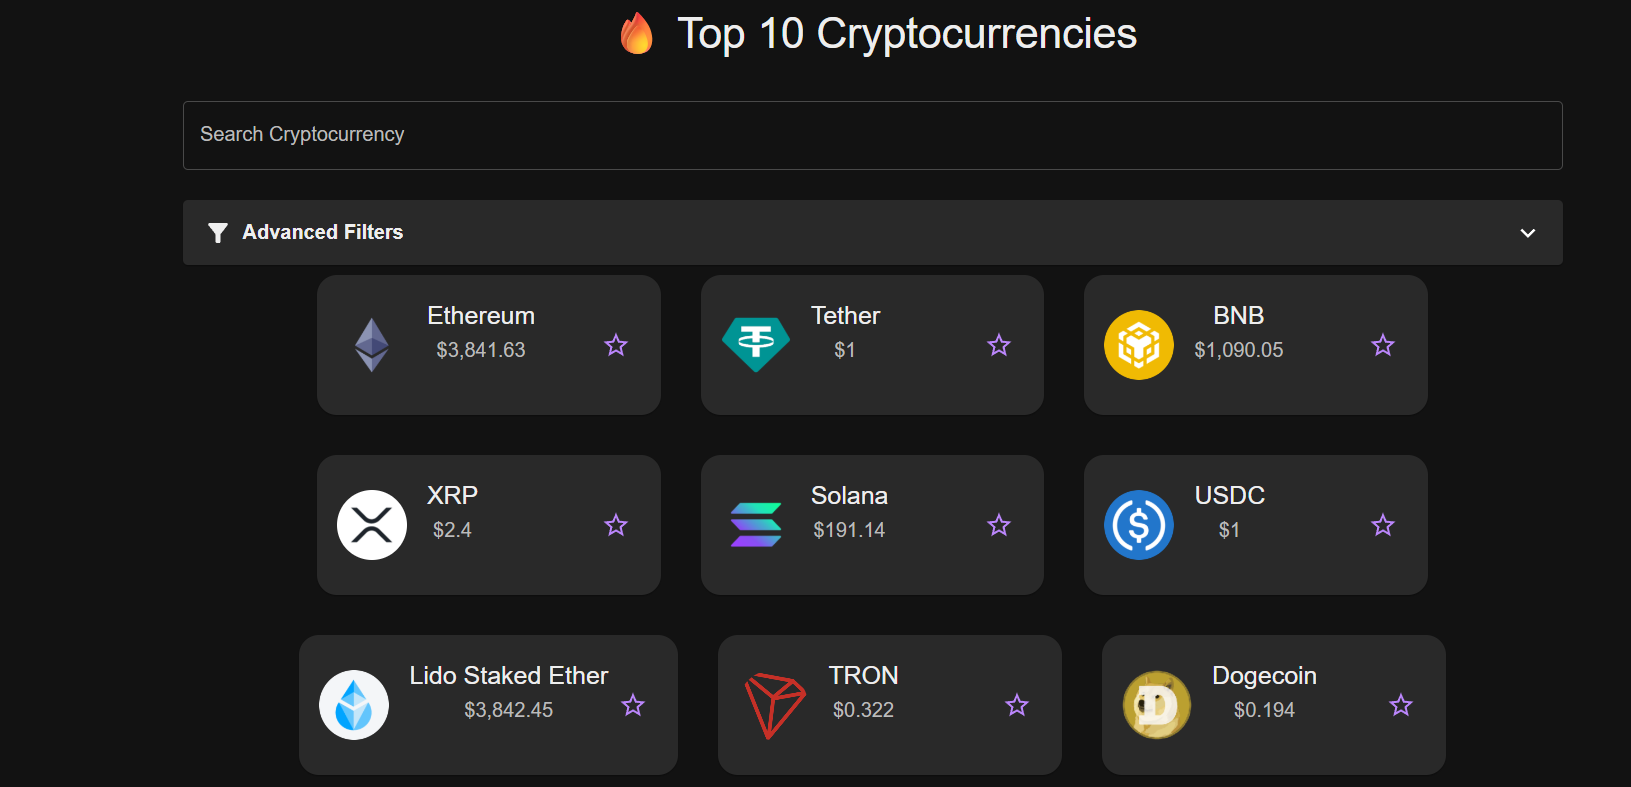 Top 10 Cryptocurrencies
Search Cryptocurrency
Advanced Filters
Ethereum
$3,841.63
Tether
$1
BNB
$1,090.05
XRP
$2.4
Solana
$191.14
USDC
$1
Lido Staked Ether
$3,842.45
TRON
$0.322
Dogecoin
$0.194